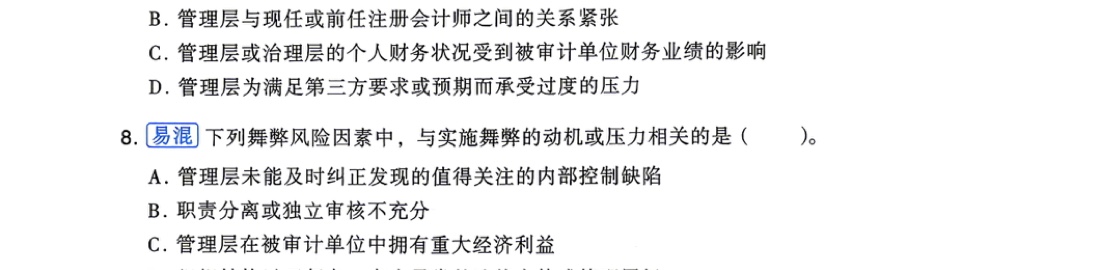 B. 管理层与现任或前任注册会计师之间的关系紧张
C. 管理层或治理层的个人财务状况受到被审计单位财务业绩的影响
D. 管理层为满足第三方要求或预期而承受过度的压力
8. 易混 下列舞弊风险因素中，与实施舞弊的动机或压力相关的是（　　）。
A. 管理层未能及时纠正发现的值得关注的内部控制缺陷
B. 职责分离或独立审核不充分
C. 管理层在被审计单位中拥有重大经济利益